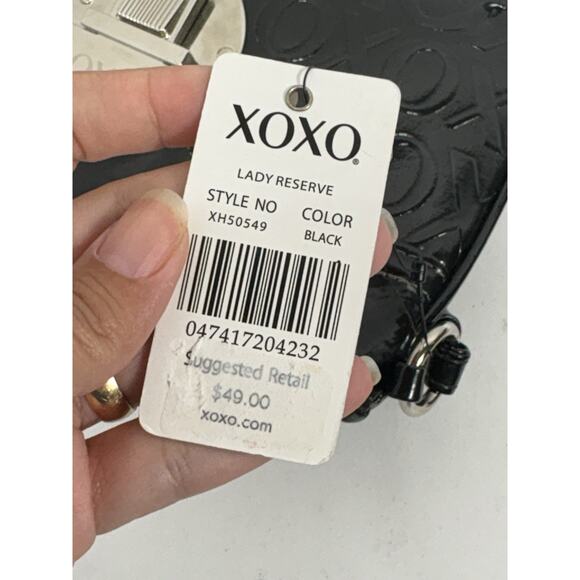 XOXO®
LADY RESERVE
STYLE NO COLOR
XH50549 BLACK
047417204232
Suggested Retail
$49.00
xoxo.com